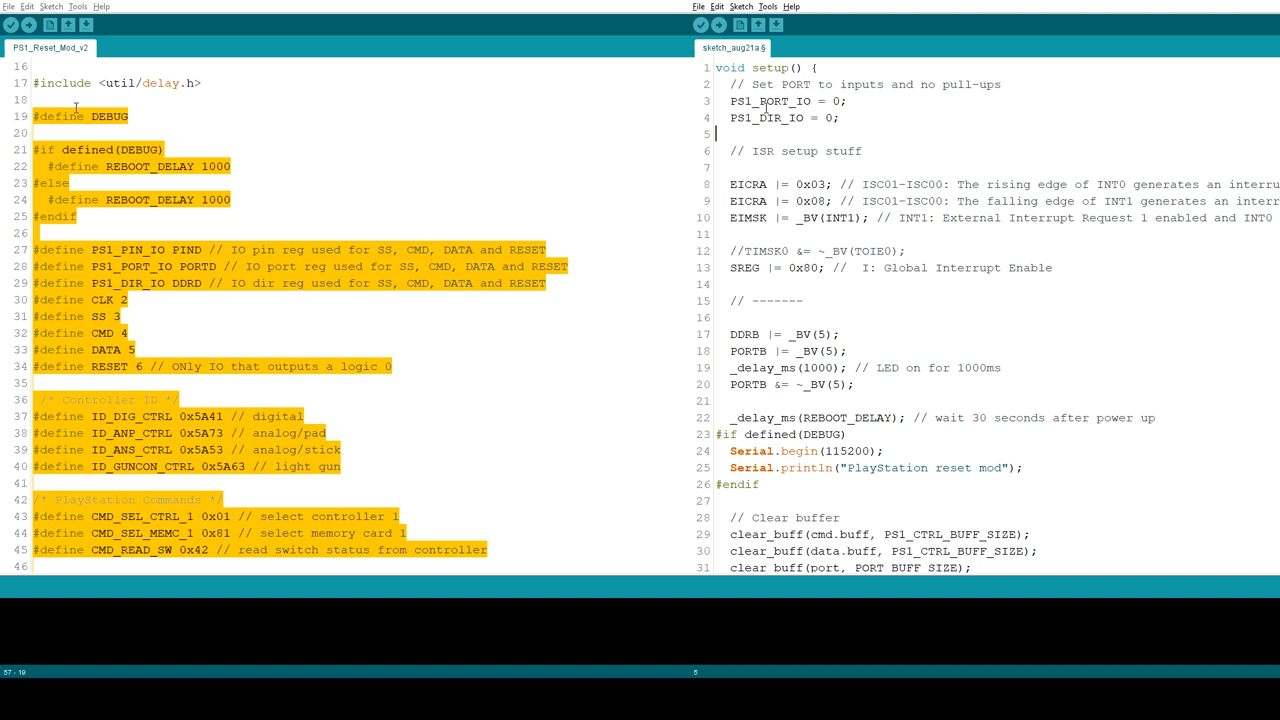 File Edit Sketch Tools Help
PS1_Reset_Mod_v2
16
17 #include <util/delay.h>
18
19 #define DEBUG
20
21 #if defined(DEBUG)
22 #define REBOOT_DELAY 1000
23 #else
24 #define REBOOT_DELAY 1000
25 #endif
26
27 #define PS1_PIN_IO PIND // IO pin reg used for SS, CMD, DATA and RESET
28 #define PS1_PORT_IO PORTD // IO port reg used for SS, CMD, DATA and RESET
29 #define PS1_DIR_IO DDRD // IO dir reg used for SS, CMD, DATA and RESET
30 #define CLK 2
31 #define SS 3
32 #define CMD 4
33 #define DATA 5
34 #define RESET 6 // ONly IO that outputs a logic 0
35
36 /* Controller ID */
37 #define ID_DIG_CTRL 0x5A41 // digital
38 #define ID_ANP_CTRL 0x5A73 // analog/pad
39 #define ID_ANS_CTRL 0x5A53 // analog/stick
40 #define ID_GUNCON_CTRL 0x5A63 // light gun
41
42 /* PlayStation Commands */
43 #define CMD_SEL_CTRL_1 0x01 // select controller 1
44 #define CMD_SEL_MEMC_1 0x81 // select memory card 1
45 #define CMD_READ_SW 0x42 // read switch status from controller
46
57 - 19
File Edit Sketch Tools Help
sketch_aug21a §
1 void setup() {
2 // Set PORT to inputs and no pull-ups
3 PS1_PORT_IO = 0;
4 PS1_DIR_IO = 0;
5
6 // ISR setup stuff
7
8 EICRA |= 0x03; // ISC01-ISC00: The rising edge of INT0 generates an interru
9 EICRA |= 0x08; // ISC01-ISC00: The falling edge of INT1 generates an interr
10 EIMSK |= _BV(INT1); // INT1: External Interrupt Request 1 enabled and INT0
11
12 //TIMSK0 &= ~_BV(TOIE0);
13 SREG |= 0x80; // I: Global Interrupt Enable
14
15 // -------
16
17 DDRB |= _BV(5);
18 PORTB |= _BV(5);
19 _delay_ms(1000); // LED on for 1000ms
20 PORTB &= ~_BV(5);
21
22 _delay_ms(REBOOT_DELAY); // wait 30 seconds after power up
23 #if defined(DEBUG)
24 Serial.begin(115200);
25 Serial.println("PlayStation reset mod");
26 #endif
27
28 // Clear buffer
29 clear_buff(cmd.buff, PS1_CTRL_BUFF_SIZE);
30 clear_buff(data.buff, PS1_CTRL_BUFF_SIZE);
31 clear_buff(port, PORT_BUFF_SIZE);
5